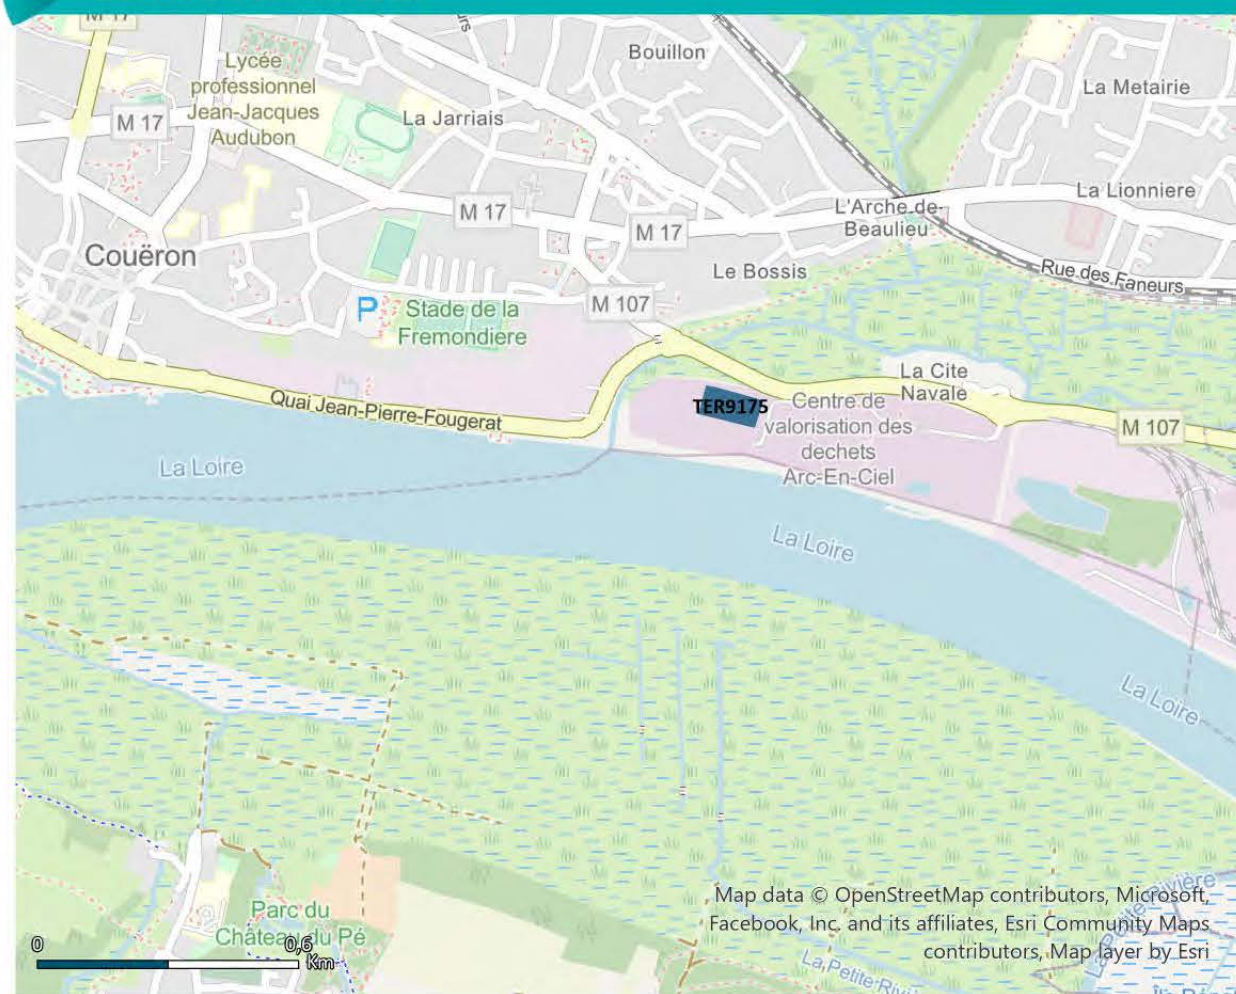 M 17
Bouillon
Lycée
professionnel
Jean-Jacques
Audubon
La Metairie
M 17
La Jarriais
La Lionniere
M 17
L'Arche-de-
Beaulieu
M 17
Couëron
Le Bossis
Rue des Faneurs
M 107
P
Stade de la
Fremondiere
La Cite
Navale
Quai Jean-Pierre-Fougerat
TER9175
Centre de
valorisation des
dechets
Arc-En-Ciel
M 107
La Loire
La Loire
La Loire
Parc du
Château du Pé
Map data © OpenStreetMap contributors, Microsoft,
Facebook, Inc. and its affiliates, Esri Community Maps
contributors, Map layer by Esri
La Petite Rivière
0 0,6
Km